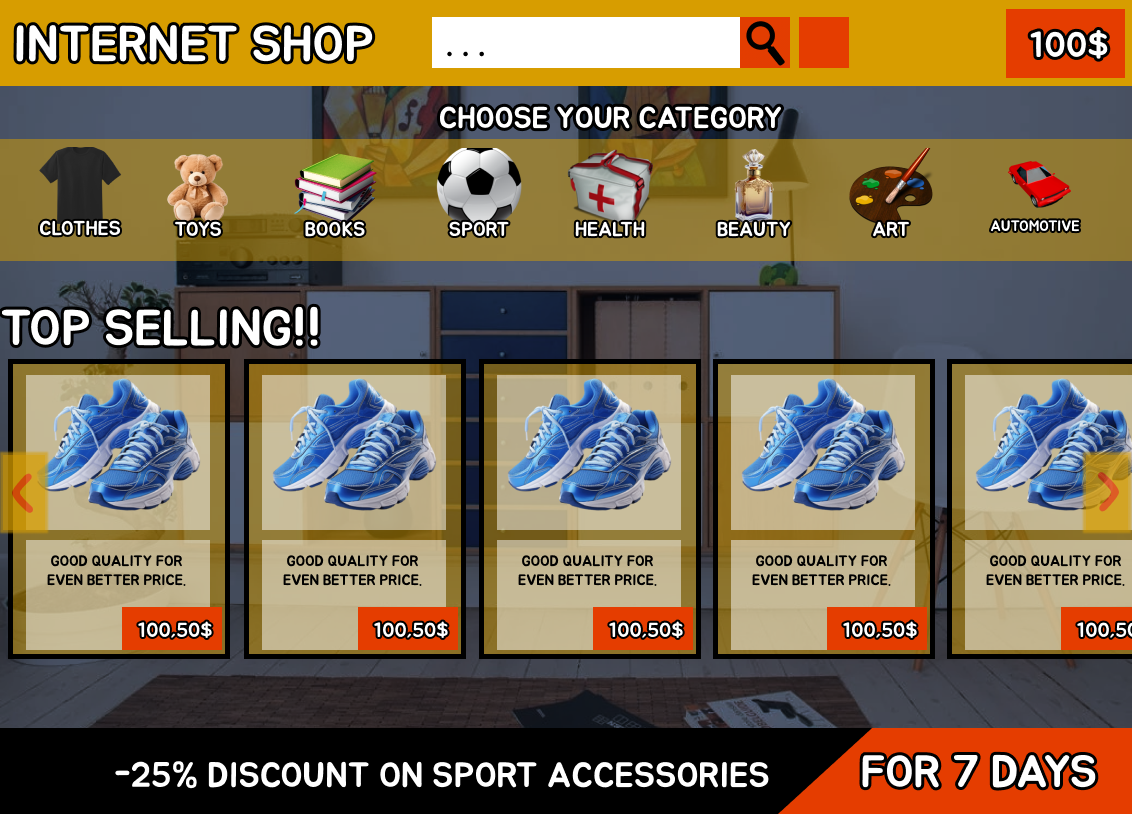 INTERNET SHOP
...
100$
CHOOSE YOUR CATEGORY
CLOTHES
TOYS
BOOKS
SPORT
HEALTH
BEAUTY
ART
AUTOMOTIVE
TOP SELLING!!
GOOD QUALITY FOR
EVEN BETTER PRICE.
100,50$
GOOD QUALITY FOR
EVEN BETTER PRICE.
100,50$
GOOD QUALITY FOR
EVEN BETTER PRICE.
100,50$
GOOD QUALITY FOR
EVEN BETTER PRICE.
100,50$
GOOD QUALITY FOR
EVEN BETTER PRICE.
100,50
-25% DISCOUNT ON SPORT ACCESSORIES
FOR 7 DAYS